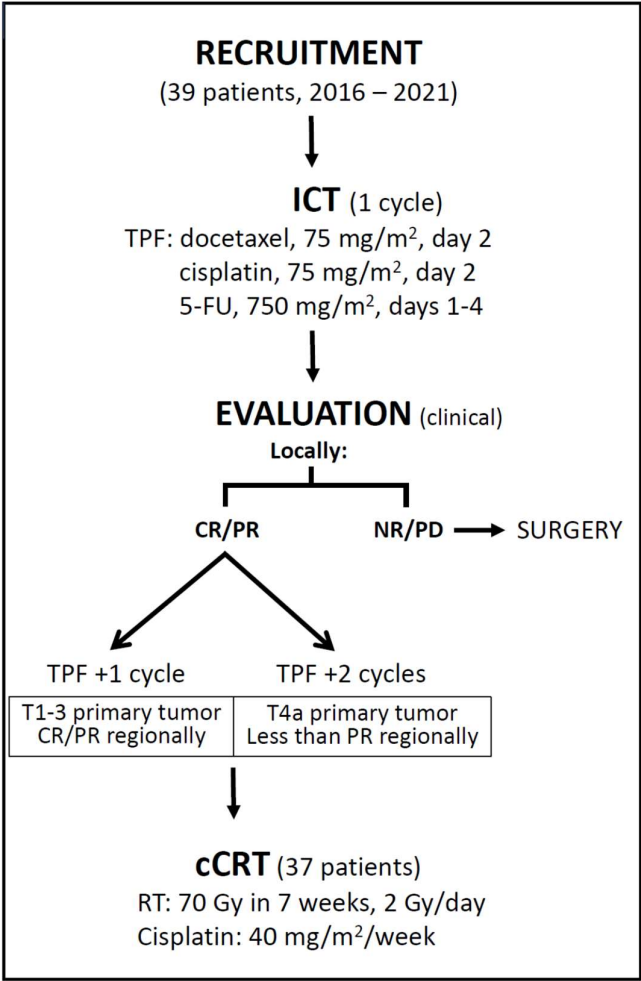 RECRUITMENT
(39 patients, 2016 – 2021)
ICT (1 cycle)
TPF: docetaxel, 75 mg/m², day 2
cisplatin, 75 mg/m², day 2
5-FU, 750 mg/m², days 1-4
EVALUATION (clinical)
Locally:
CR/PR
NR/PD
SURGERY
TPF +1 cycle
TPF +2 cycles
T1-3 primary tumor
CR/PR regionally
T4a primary tumor
Less than PR regionally
cCRT (37 patients)
RT: 70 Gy in 7 weeks, 2 Gy/day
Cisplatin: 40 mg/m²/week